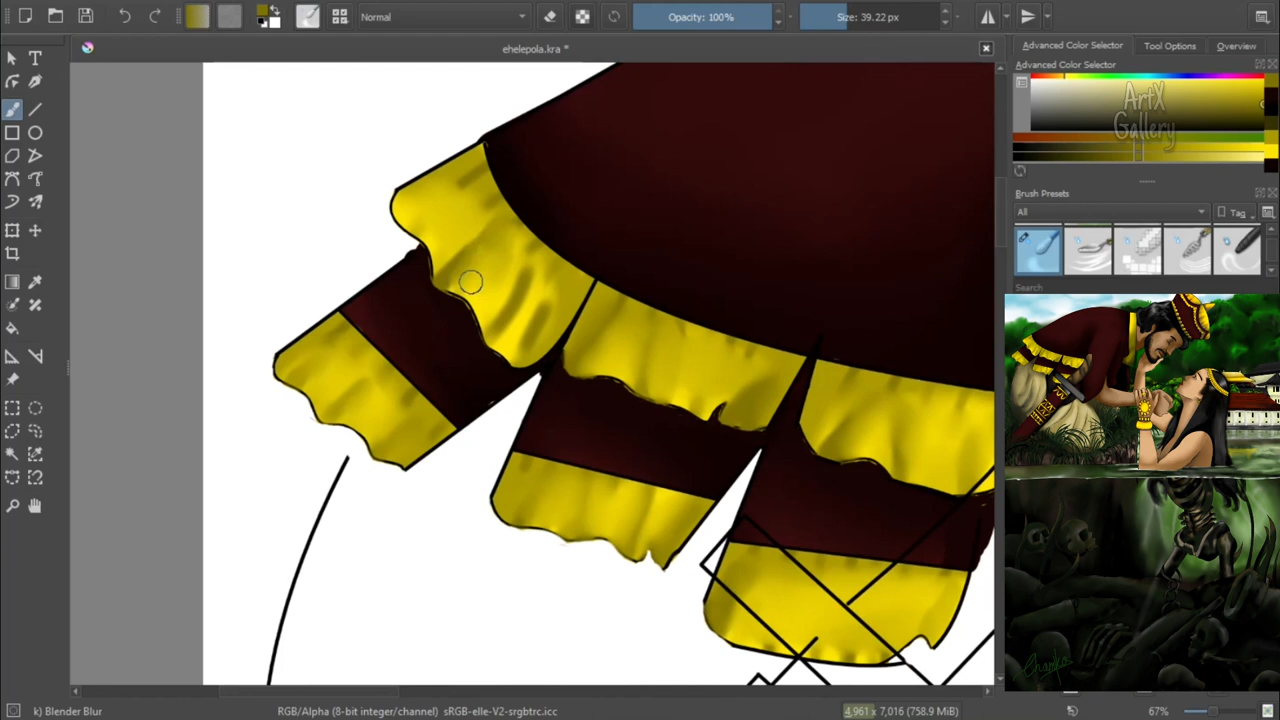 Normal
Opacity: 100%
Size: 39.22 px
ehelepola.kra *
Advanced Color Selector
Tool Options
Overview
Advanced Color Selector
ArtX
Gallery
Brush Presets
All
Tag
Search
Chamka
k) Blender Blur
RGB/Alpha (8-bit integer/channel) sRGB-elle-V2-srgbtrc.icc
4,961 x 7,016 (758.9 MiB)
67%